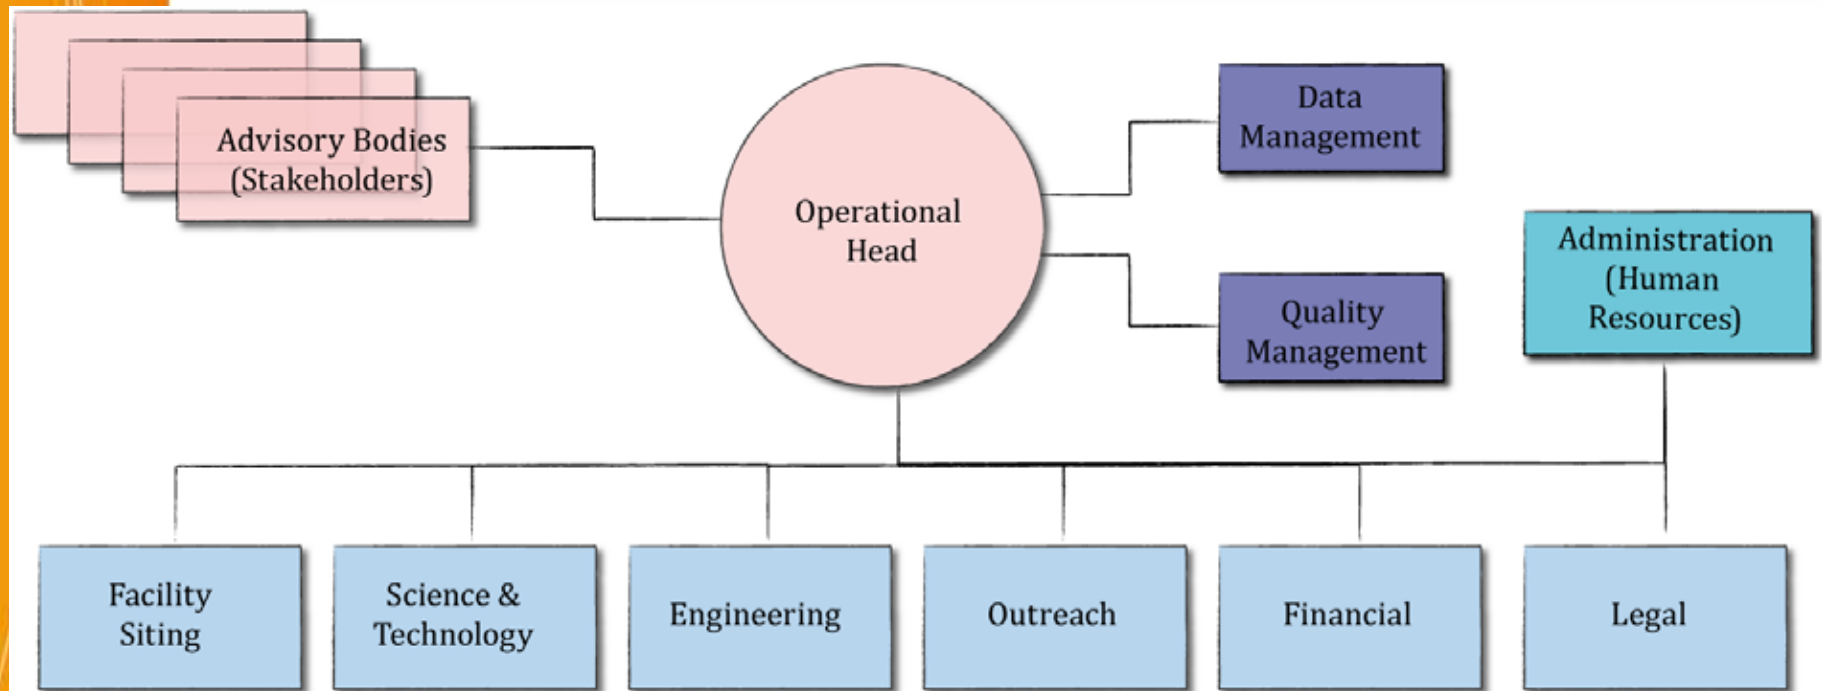 Advisory Bodies
(Stakeholders)
Operational
Head
Data
Management
Quality
Management
Administration
(Human
Resources)
Facility
Siting
Science &
Technology
Engineering
Outreach
Financial
Legal